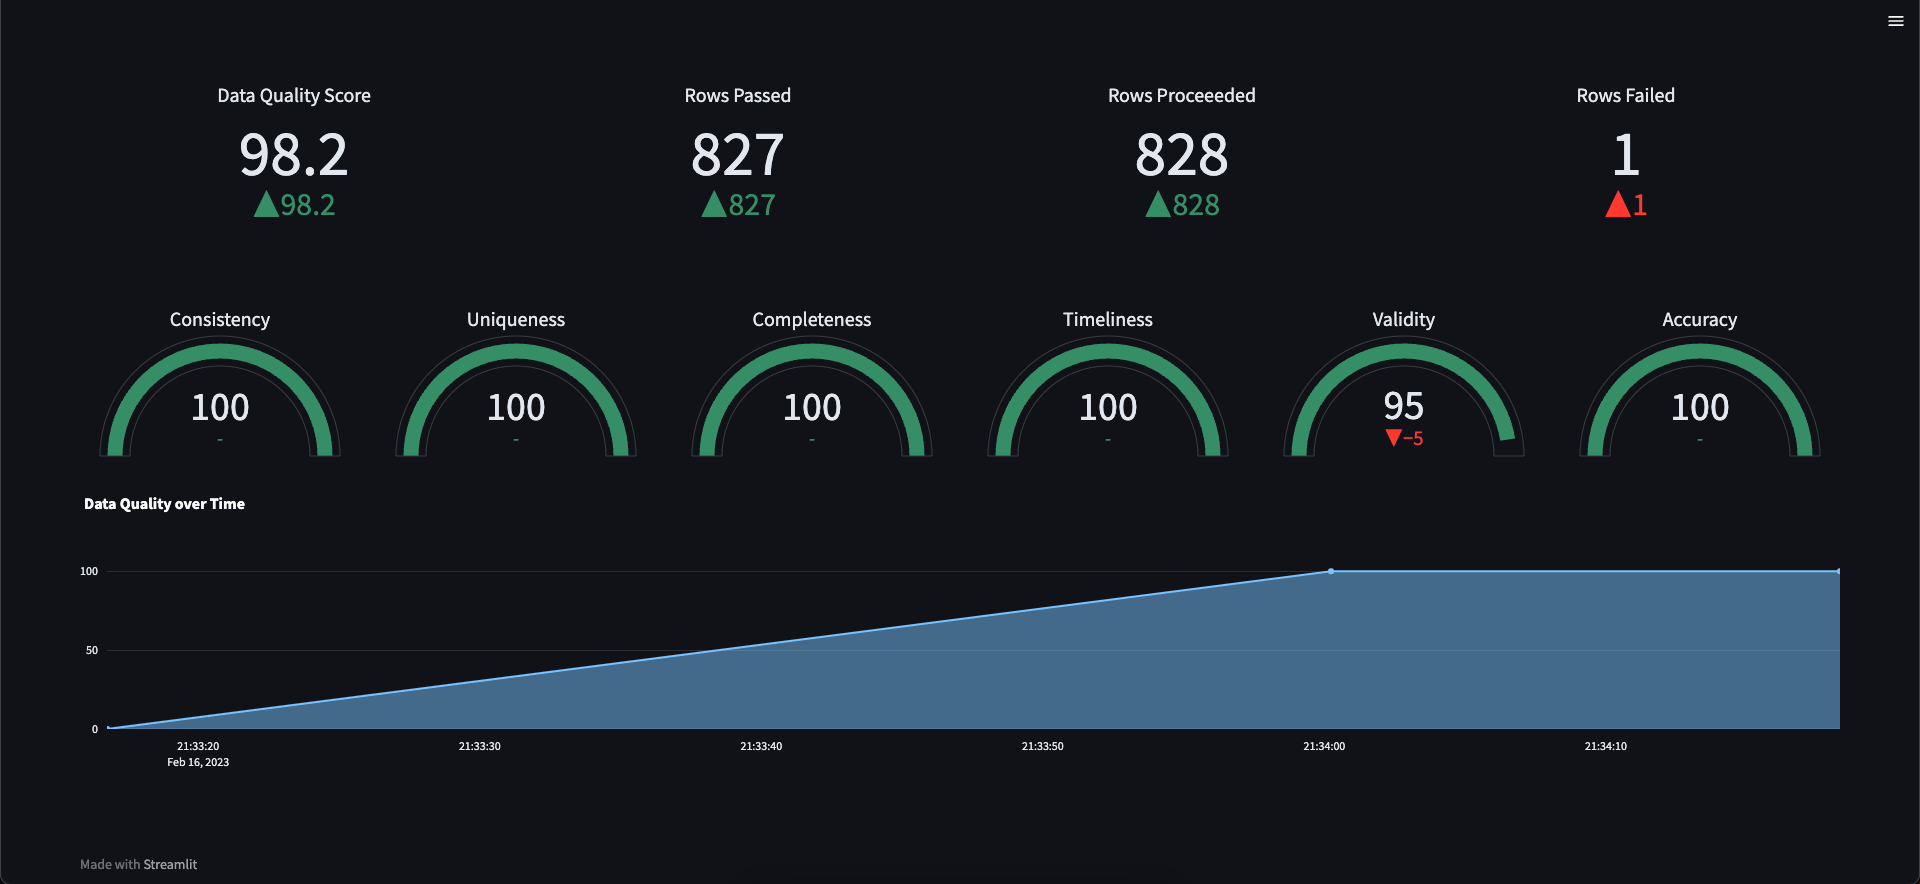 Data Quality Score
98.2
▲98.2
Rows Passed
827
▲827
Rows Proceeeded
828
▲828
Rows Failed
1
▲1
Consistency
100
-
Uniqueness
100
-
Completeness
100
-
Timeliness
100
-
Validity
95
▼−5
Accuracy
100
-
Data Quality over Time
100
50
0
21:33:20
Feb 16, 2023
21:33:30
21:33:40
21:33:50
21:34:00
21:34:10
Made with Streamlit